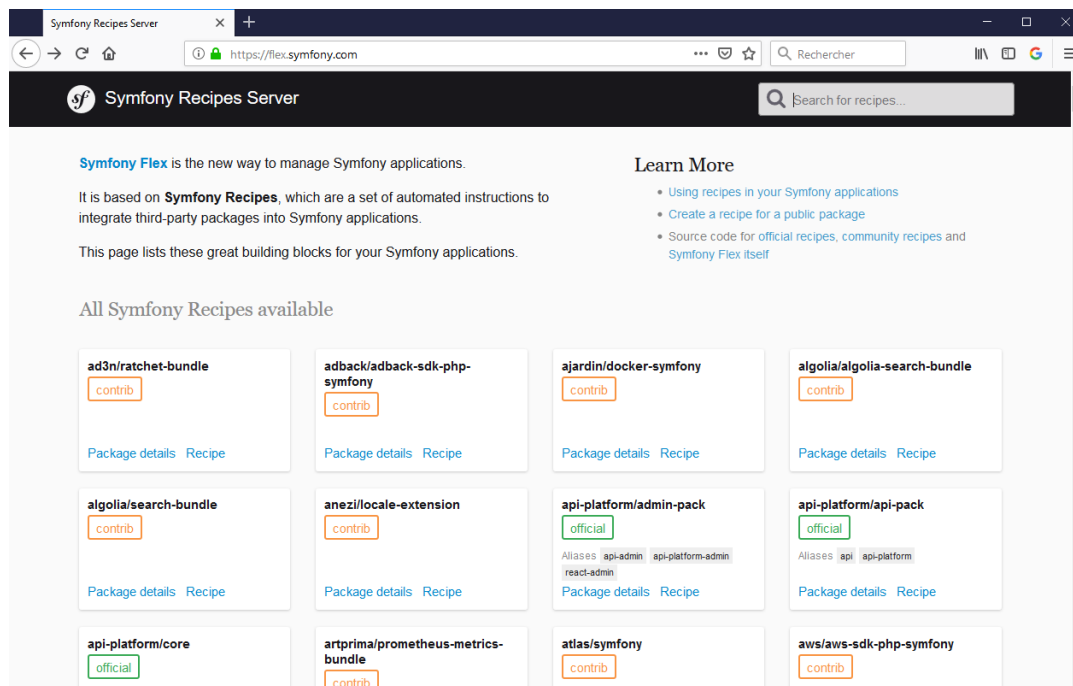 Symfony Recipes Server
https://flex.symfony.com
Rechercher
sf Symfony Recipes Server
Search for recipes...
Symfony Flex is the new way to manage Symfony applications.
It is based on Symfony Recipes, which are a set of automated instructions to
integrate third-party packages into Symfony applications.
This page lists these great building blocks for your Symfony applications.
Learn More
Using recipes in your Symfony applications
Create a recipe for a public package
Source code for official recipes, community recipes and
Symfony Flex itself
All Symfony Recipes available
ad3n/ratchet-bundle
contrib
Package details Recipe
adback/adback-sdk-php-
symfony
contrib
Package details Recipe
ajardin/docker-symfony
contrib
Package details Recipe
algolia/algolia-search-bundle
contrib
Package details Recipe
algolia/search-bundle
contrib
Package details Recipe
anezi/locale-extension
contrib
Package details Recipe
api-platform/admin-pack
official
Aliases api-admin api-platform-admin
react-admin
Package details Recipe
api-platform/api-pack
official
Aliases api api-platform
Package details Recipe
api-platform/core
official
artprima/prometheus-metrics-
bundle
contrib
atlas/symfony
contrib
aws/aws-sdk-php-symfony
contrib